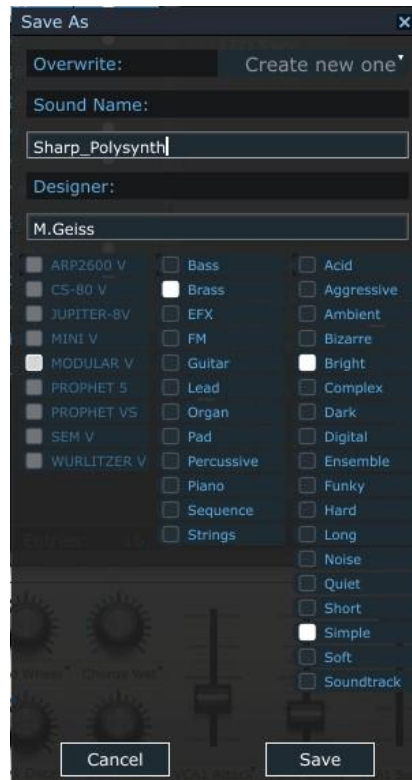 Save As
Overwrite: Create new one
Sound Name:
Sharp_Polysynth
Designer:
M.Geiss
ARP2600 V Bass Acid
CS-80 V Brass Aggressive
JUPITER-8V EFX Ambient
MINI V FM Bizarre
MODULAR V Guitar Bright
PROPHET 5 Lead Complex
PROPHET VS Organ Dark
SEM V Pad Digital
WURLITZER V Percussive Ensemble
Piano Funky
Sequence Hard
Strings Long
Noise
Quiet
Short
Simple
Soft
Soundtrack
Cancel Save